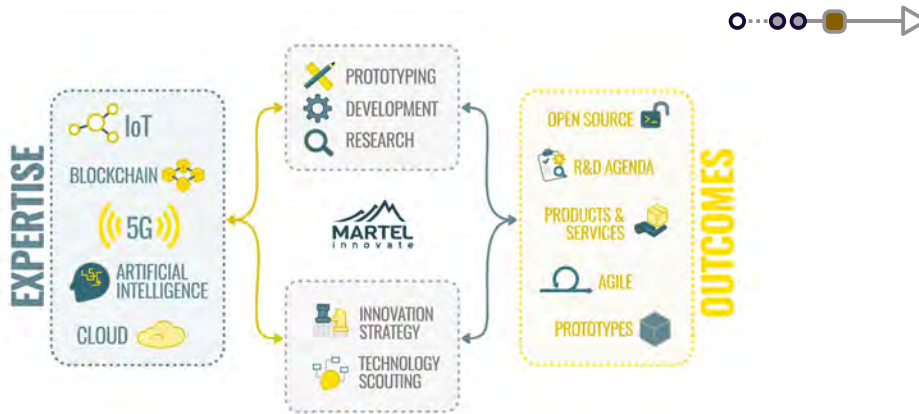 EXPERTISE
IoT
BLOCKCHAIN
5G
ARTIFICIAL
INTELLIGENCE
CLOUD
PROTOTYPING
DEVELOPMENT
RESEARCH
MARTEL
innovate
INNOVATION
STRATEGY
TECHNOLOGY
SCOUTING
OPEN SOURCE
R&D AGENDA
PRODUCTS &
SERVICES
AGILE
PROTOTYPES
OUTCOMES